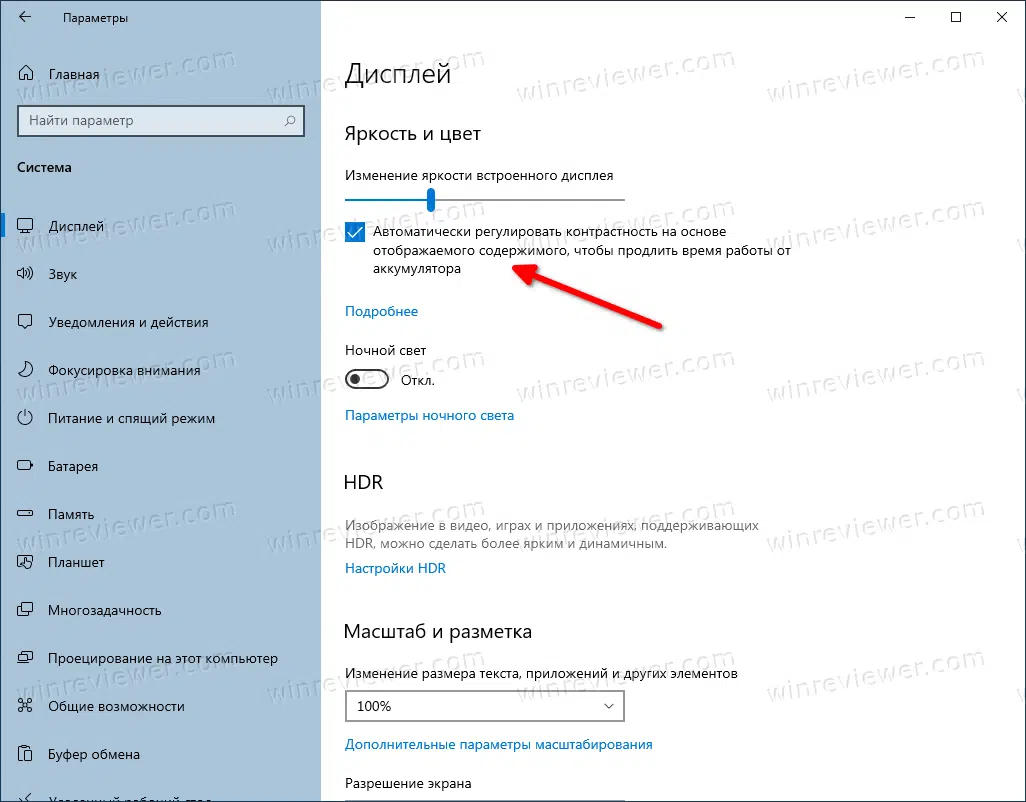 Параметры
Главная
Найти параметр
Система
Дисплей
Звук
Уведомления и действия
Фокусировка внимания
Питание и спящий режим
Батарея
Память
Планшет
Многозадачность
Проецирование на этот компьютер
Общие возможности
Буфер обмена
Дисплей
Яркость и цвет
Изменение яркости встроенного дисплея
Автоматически регулировать контрастность на основе
отображаемого содержимого, чтобы продлить время работы от
аккумулятора
Подробнее
Ночной свет
Откл.
Параметры ночного света
HDR
Изображение в видео, играх и приложениях, поддерживающих
HDR, можно сделать более ярким и динамичным.
Настройки HDR
Масштаб и разметка
Изменение размера текста, приложений и других элементов
100%
Дополнительные параметры масштабирования
Разрешение экрана
winreviewer.com